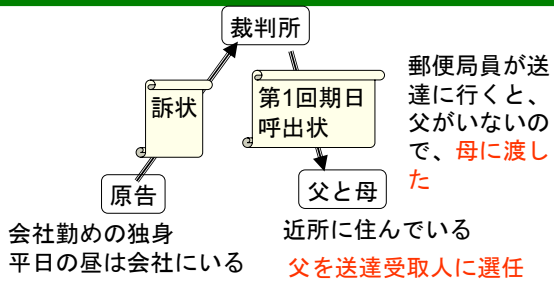 裁判所
訴状
第1回期日
呼出状
郵便局員が送
達に行くと、
父がいないの
で、母に渡し
た
原告
父と母
会社勤めの独身
平日の昼は会社にいる
近所に住んでいる
父を送達受取人に選任